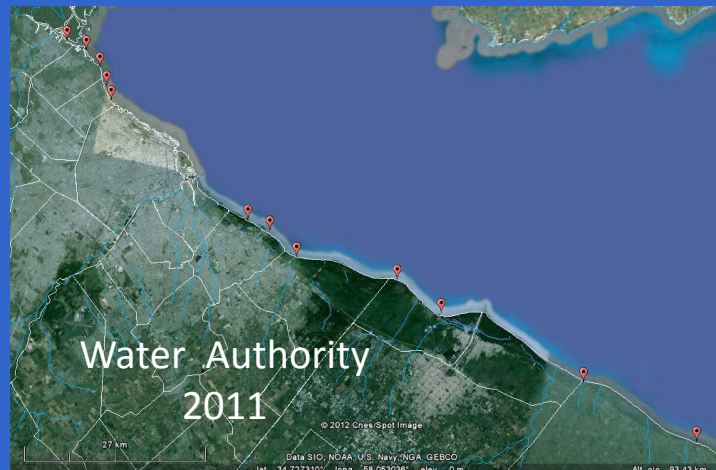 Water Authority
2011
© 2012 Cnes/Spot Image
27 km
Data SIO, NOAA, U.S. Navy, NGA, GEBCO